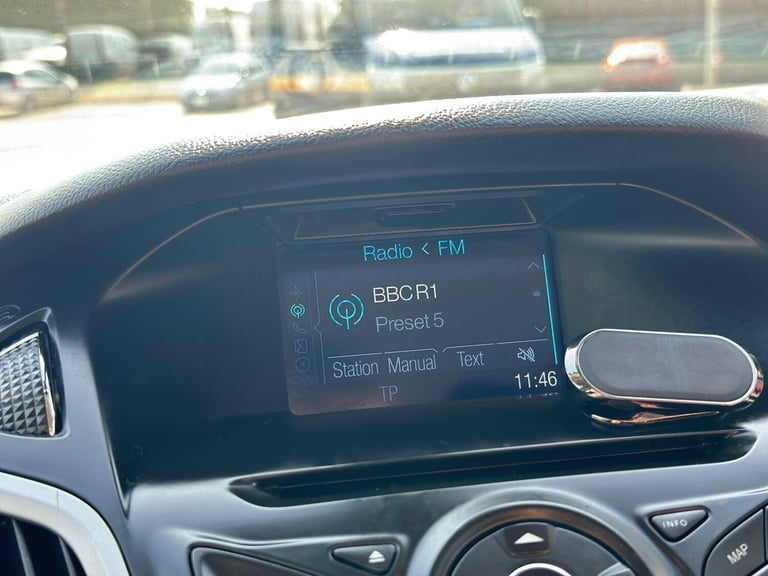 Radio < FM
BBC R1
Preset 5
Station Manual Text
11:46
TP
INFO
MAP